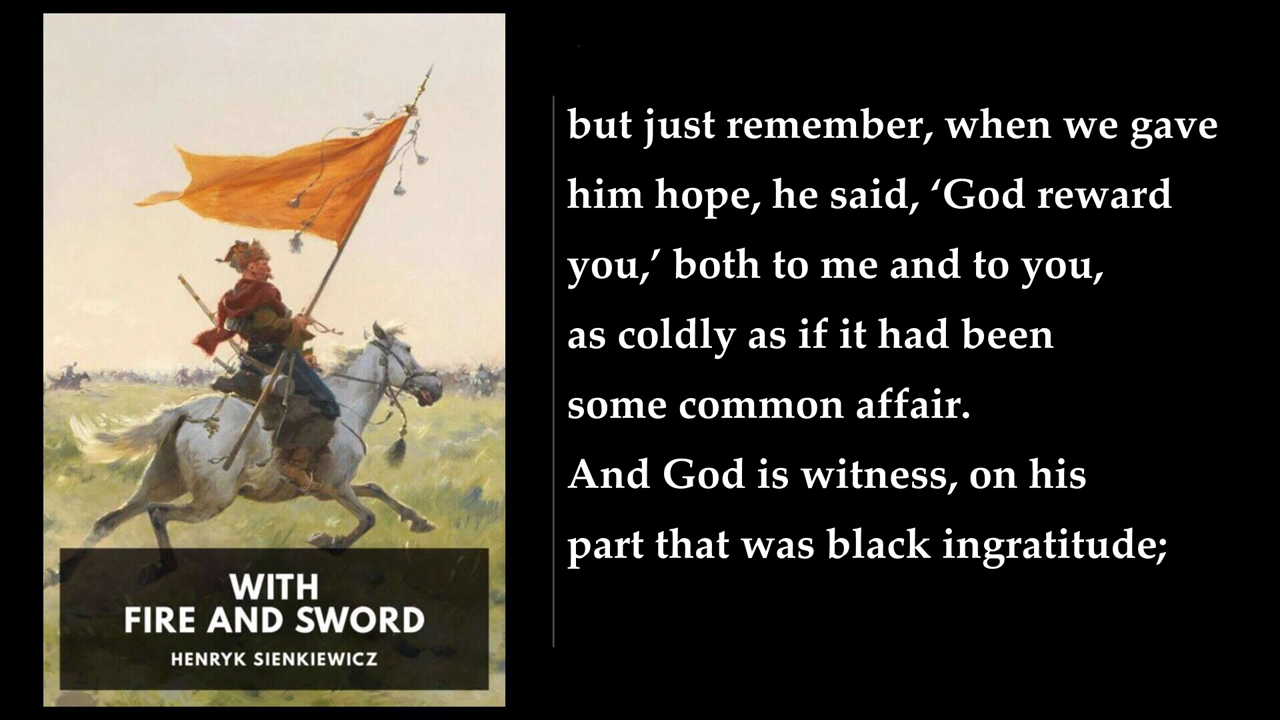 but just remember, when we gave
him hope, he said, ‘God reward
you,’ both to me and to you,
as coldly as if it had been
some common affair.
And God is witness, on his
part that was black ingratitude;
WITH
FIRE AND SWORD
HENRYK SIENKIEWICZ